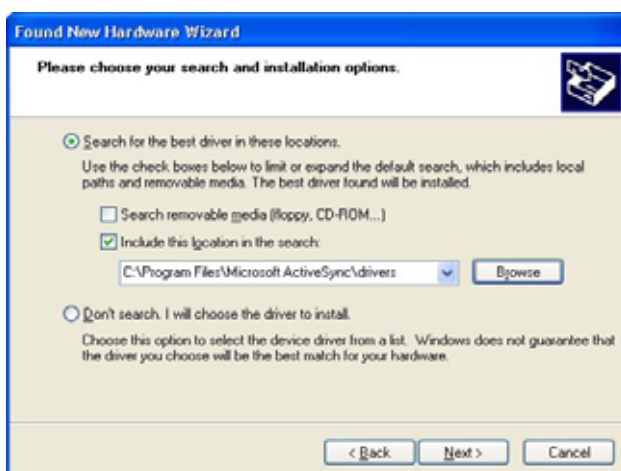 Found New Hardware Wizard
Please choose your search and installation options.
Search for the best driver in these locations.
Use the check boxes below to limit or expand the default search, which includes local
paths and removable media. The best driver found will be installed.
Search removable media (floppy, CD-ROM...)
Include this location in the search:
C:\Program Files\Microsoft ActiveSync\drivers
Browse
Don't search. I will choose the driver to install.
Choose this option to select the device driver from a list. Windows does not guarantee that
the driver you choose will be the best match for your hardware.
< Back Next > Cancel